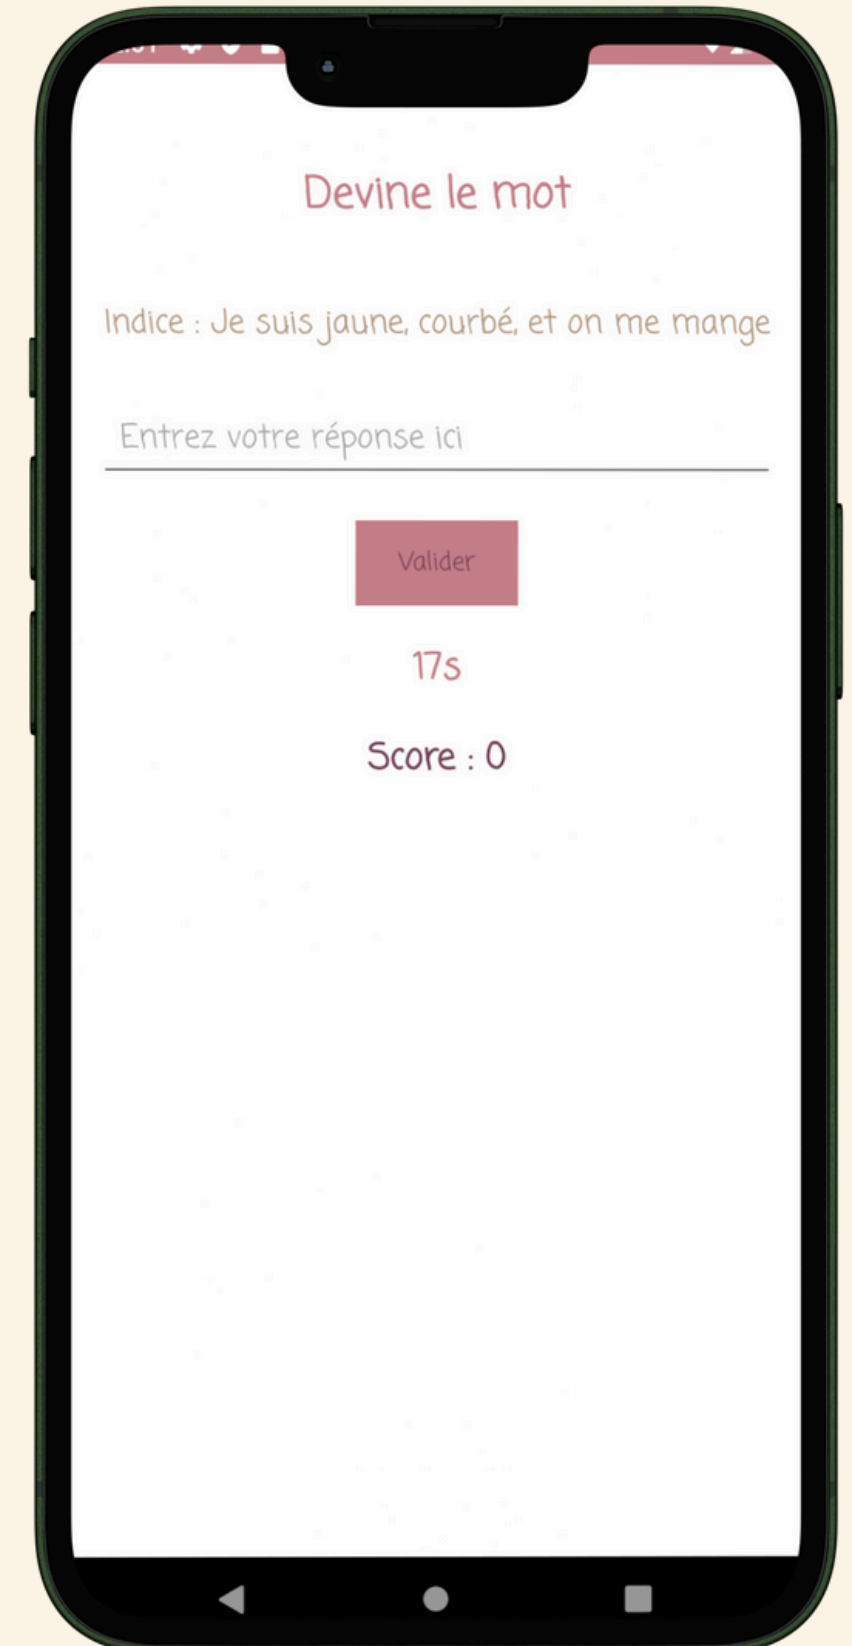 Devine le mot
Indice : Je suis jaune, courbé, et on me mange
Entrez votre réponse ici
Valider
17s
Score : 0